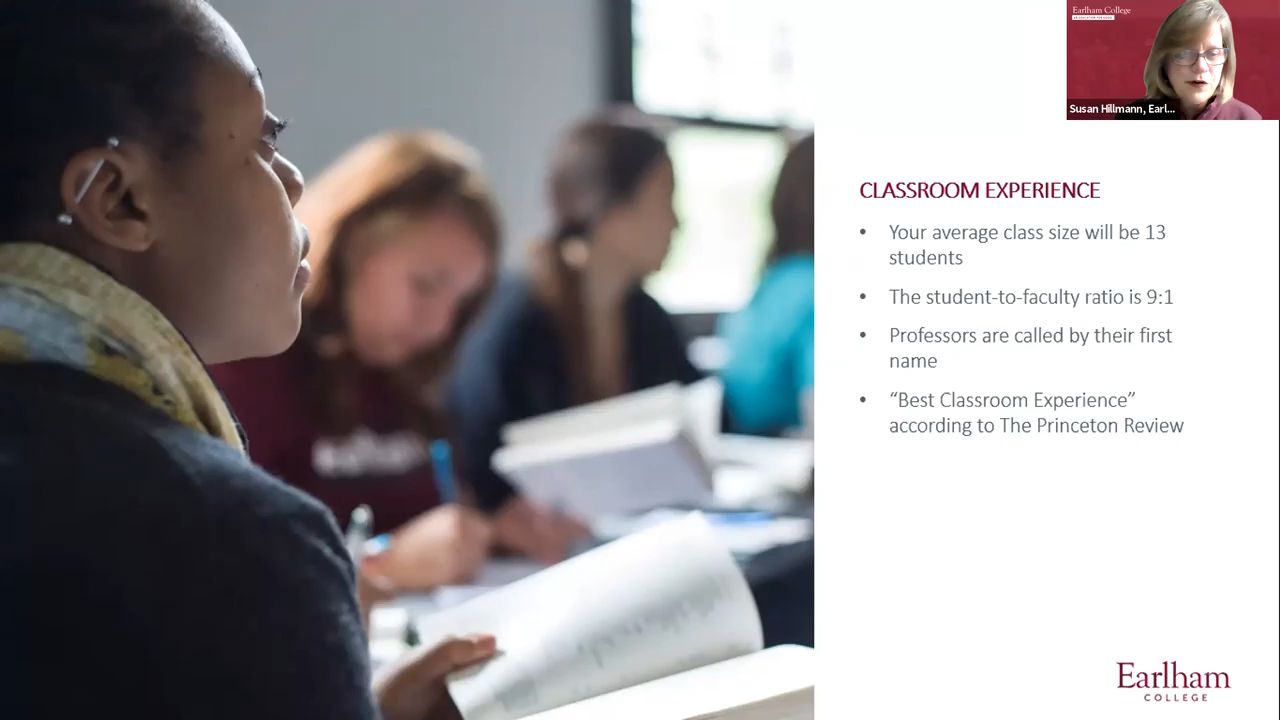 Earlham College
Susan Hillmann, Earl...
CLASSROOM EXPERIENCE
• Your average class size will be 13
students
• The student-to-faculty ratio is 9:1
• Professors are called by their first
name
• “Best Classroom Experience”
according to The Princeton Review
Earlham
COLLEGE